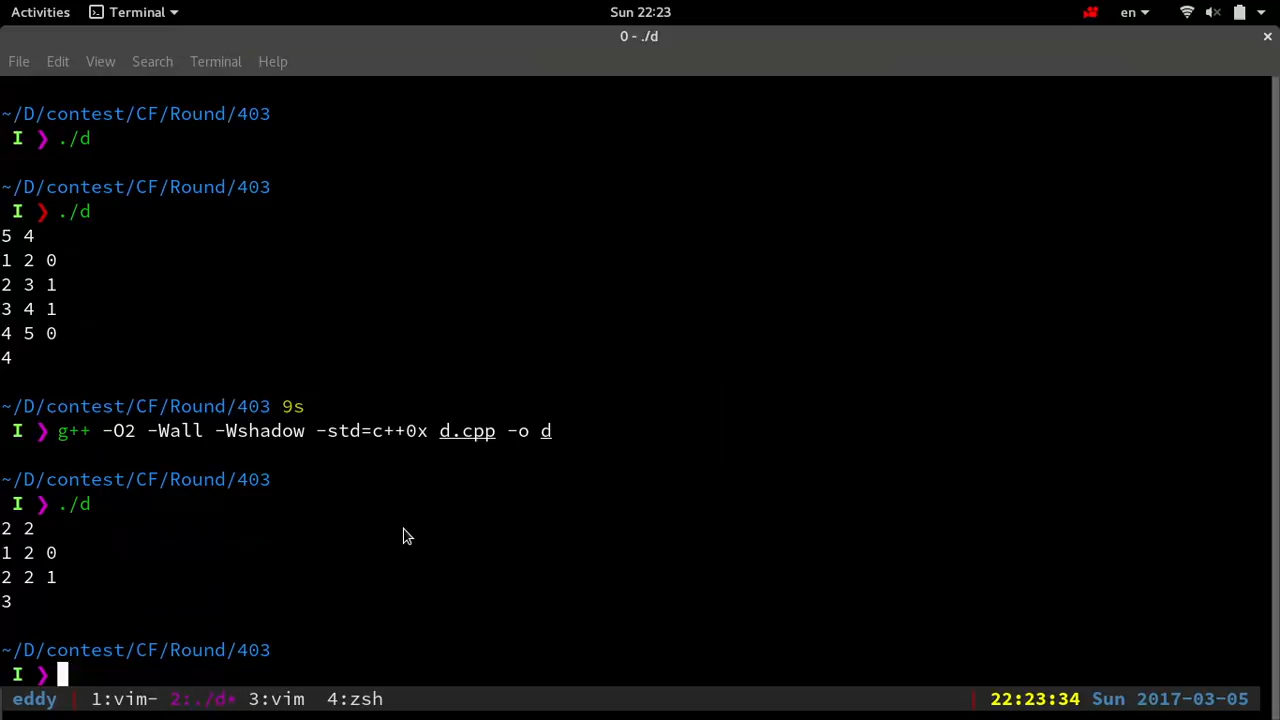 Activities Terminal Sun 22:23 en
0 - ./d
File Edit View Search Terminal Help
~/D/contest/CF/Round/403
I ❯ ./d
~/D/contest/CF/Round/403
I ❯ ./d
5 4
1 2 0
2 3 1
3 4 1
4 5 0
4
~/D/contest/CF/Round/403 9s
I ❯ g++ -O2 -Wall -Wshadow -std=c++0x d.cpp -o d
~/D/contest/CF/Round/403
I ❯ ./d
2 2
1 2 0
2 2 1
3
~/D/contest/CF/Round/403
I ❯
eddy 1:vim- 2:./d* 3:vim 4:zsh 22:23:34 Sun 2017-03-05